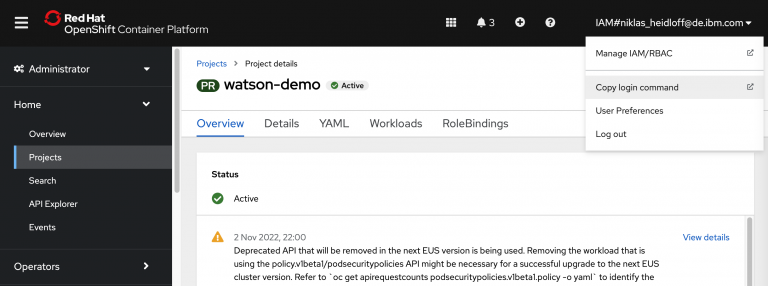 Red Hat
OpenShift Container Platform
3
IAM#niklas_heidloff@de.ibm.com
Manage IAM/RBAC
Copy login command
User Preferences
Log out
Administrator
Home
Overview
Projects
Search
API Explorer
Events
Operators
Projects > Project details
PR watson-demo Active
Overview Details YAML Workloads RoleBindings
Status
Active
2 Nov 2022, 22:00 View details
Deprecated API that will be removed in the next EUS version is being used. Removing the workload that is
using the policy.v1beta1/podsecuritypolicies API might be necessary for a successful upgrade to the next EUS
cluster version. Refer to `oc get apirequestcounts podsecuritypolicies.v1beta1.policy -o yaml` to identify the